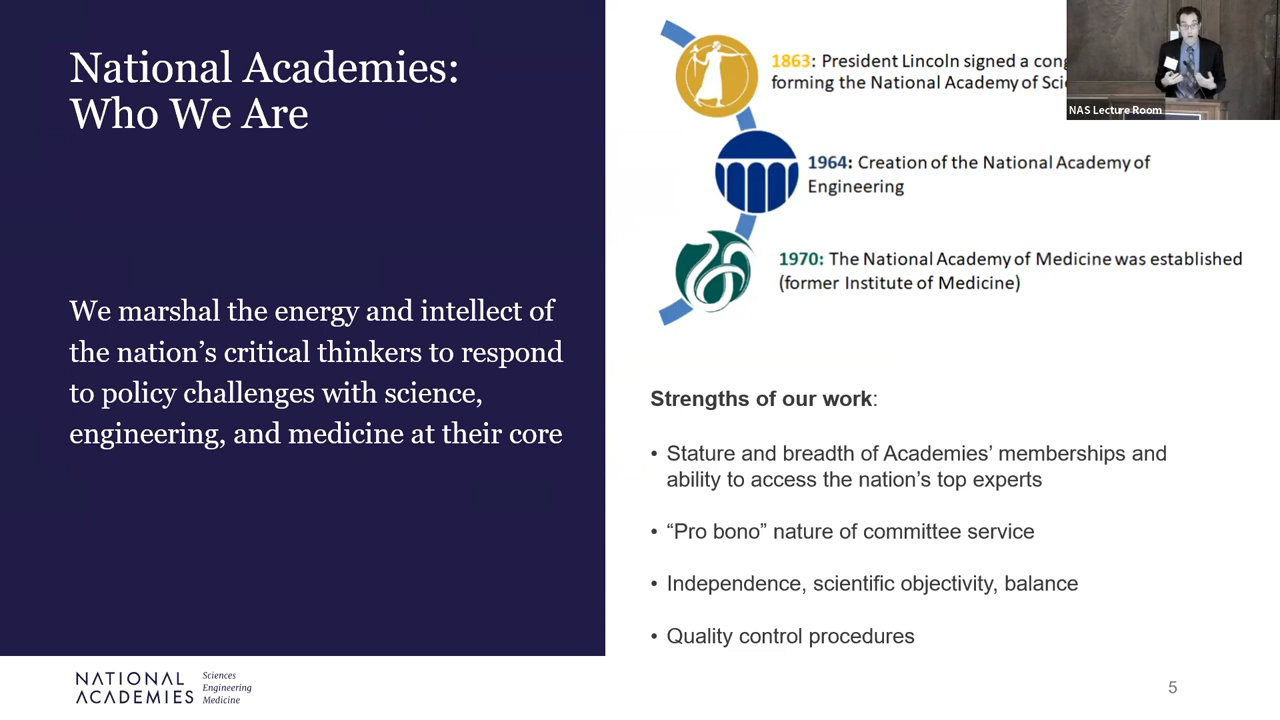 National Academies:
Who We Are
We marshal the energy and intellect of
the nation’s critical thinkers to respond
to policy challenges with science,
engineering, and medicine at their core
1863: President Lincoln signed a
forming the National Academy of
NAS Lecture Room
1964: Creation of the National Academy of
Engineering
1970: The National Academy of Medicine was established
(former Institute of Medicine)
Strengths of our work:
• Stature and breadth of Academies’ memberships and
ability to access the nation’s top experts
• “Pro bono” nature of committee service
• Independence, scientific objectivity, balance
• Quality control procedures
NATIONAL
ACADEMIES
Sciences
Engineering
Medicine
5